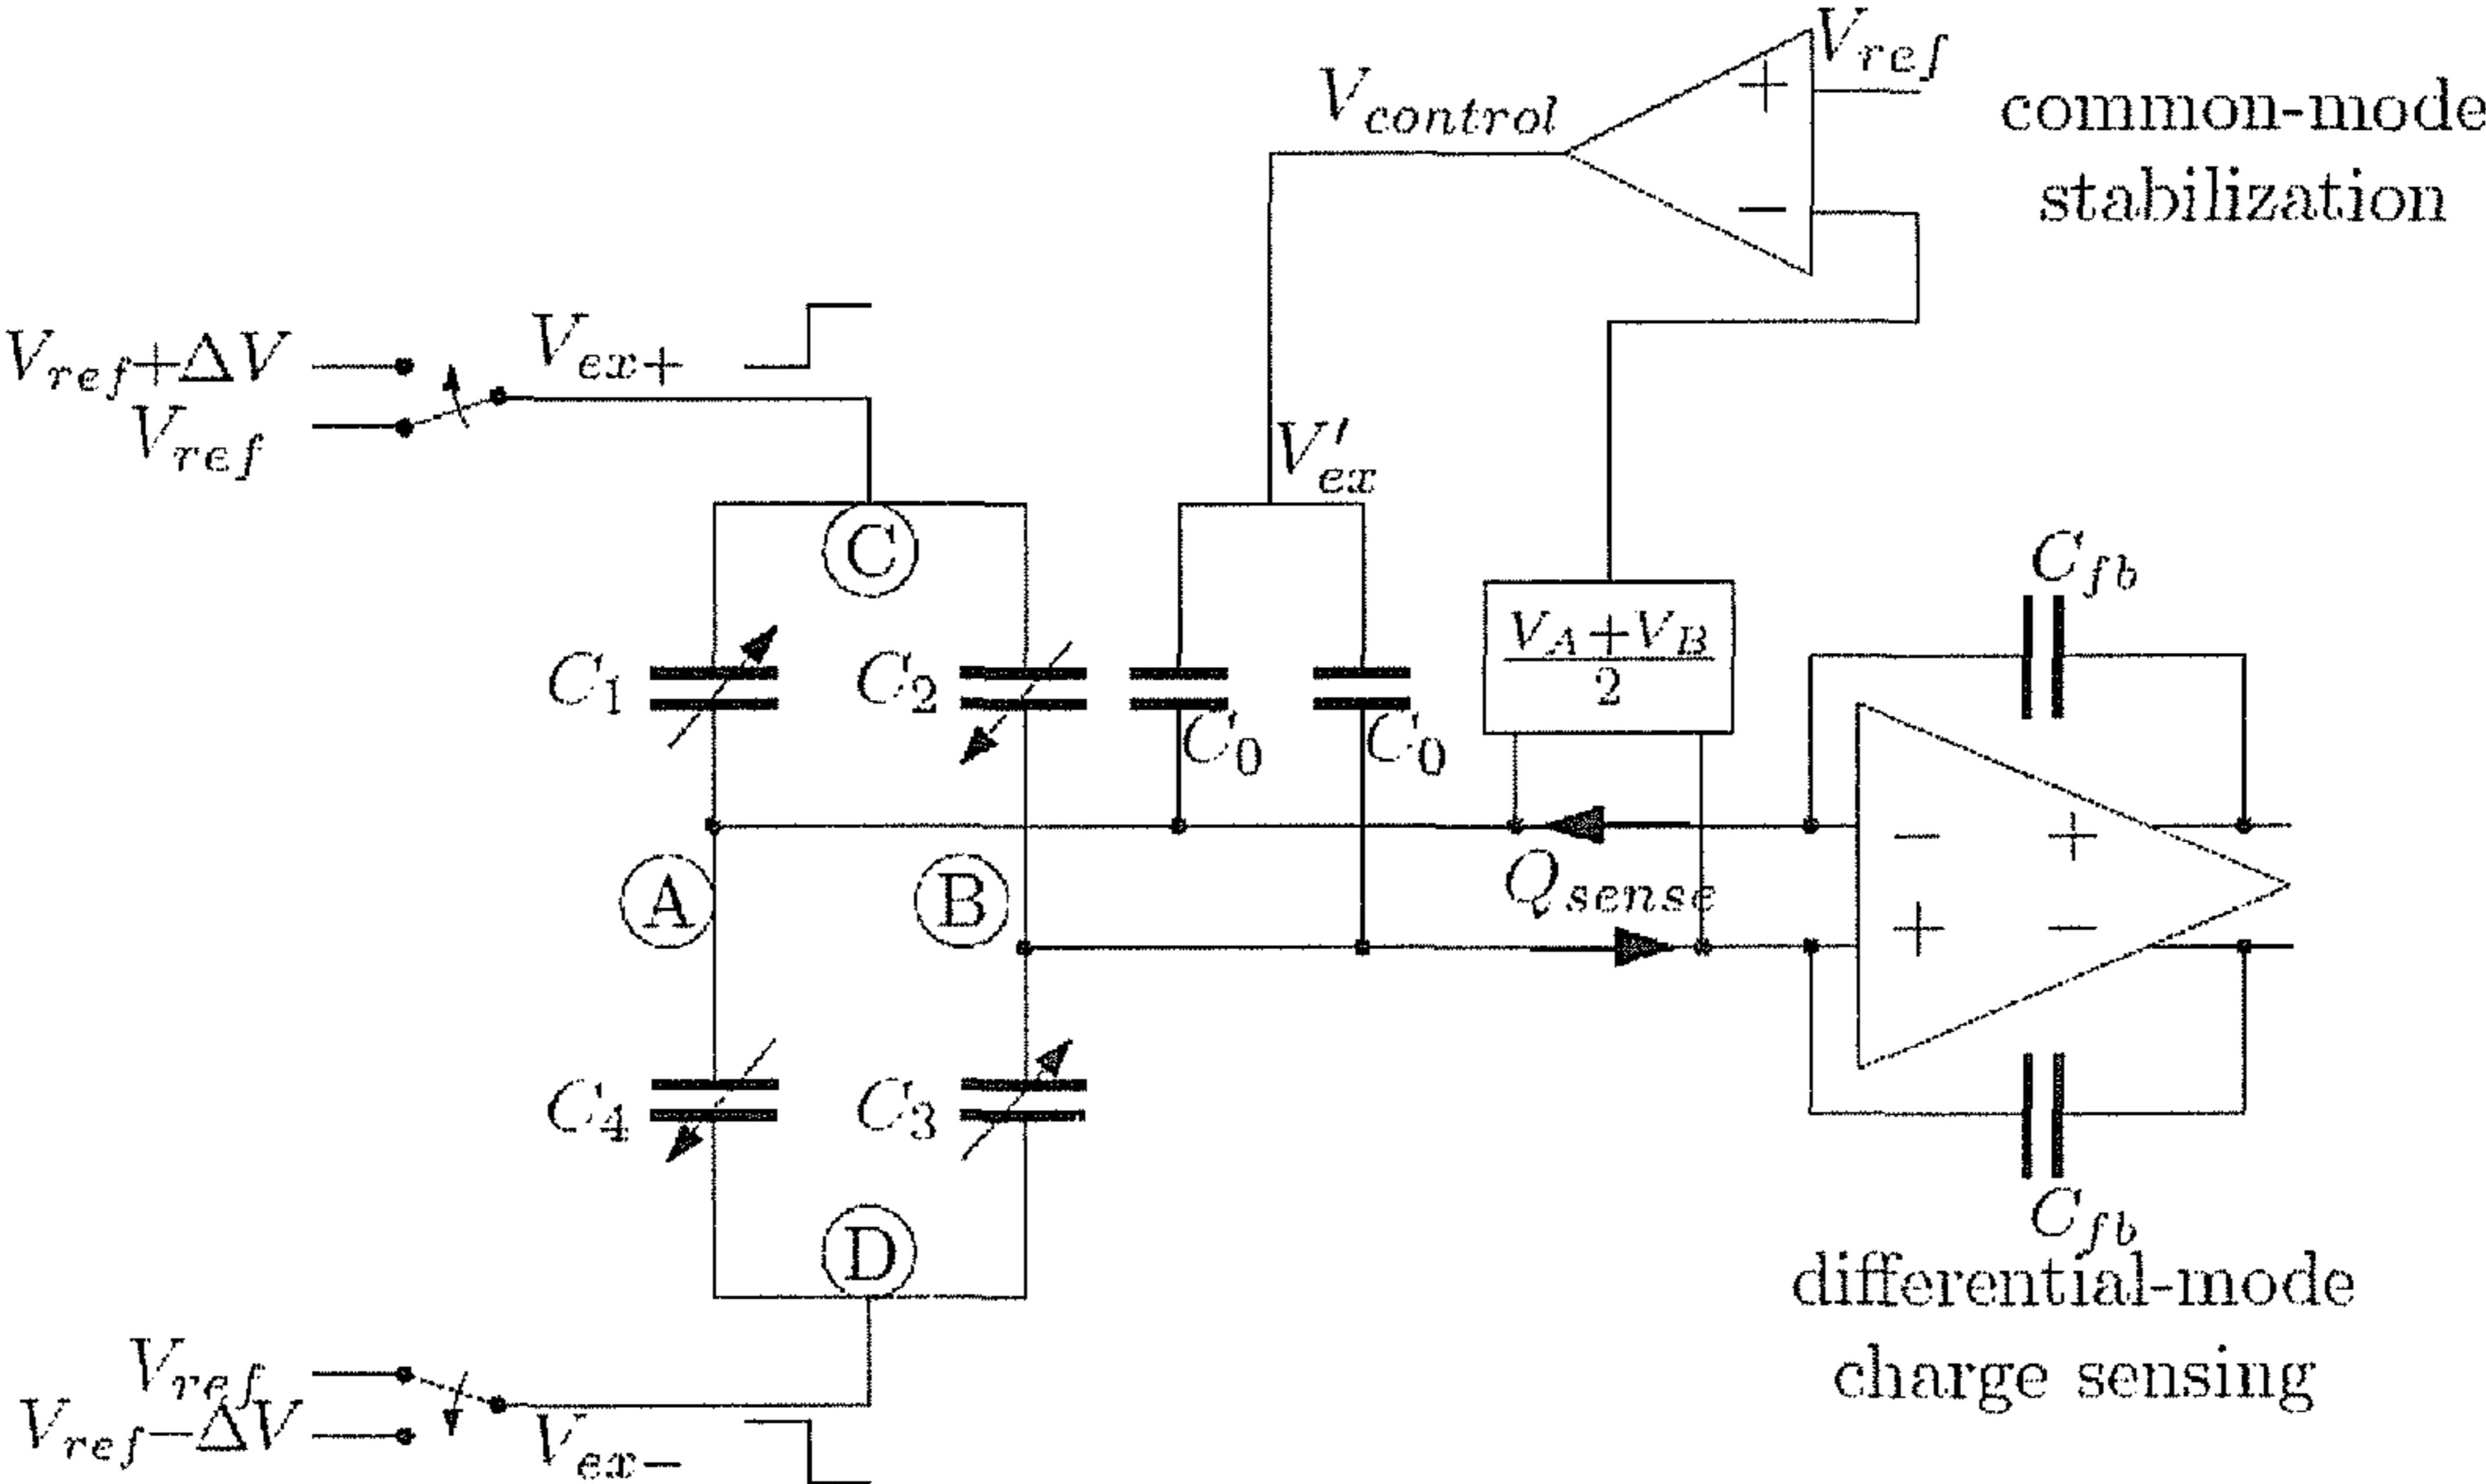 V_ref
V_control
common-mode
stabilization
V_ref+ΔV
V_ex+
V_ref
V'_ex
C
C_fb
(V_A+V_B)/2
C_1
C_2
C_0
C_0
A
B
Q_sense
− +
+ −
C_4
C_3
C_fb
D
differential-mode
charge sensing
V_ref
V_ref−ΔV
V_ex−
+
−